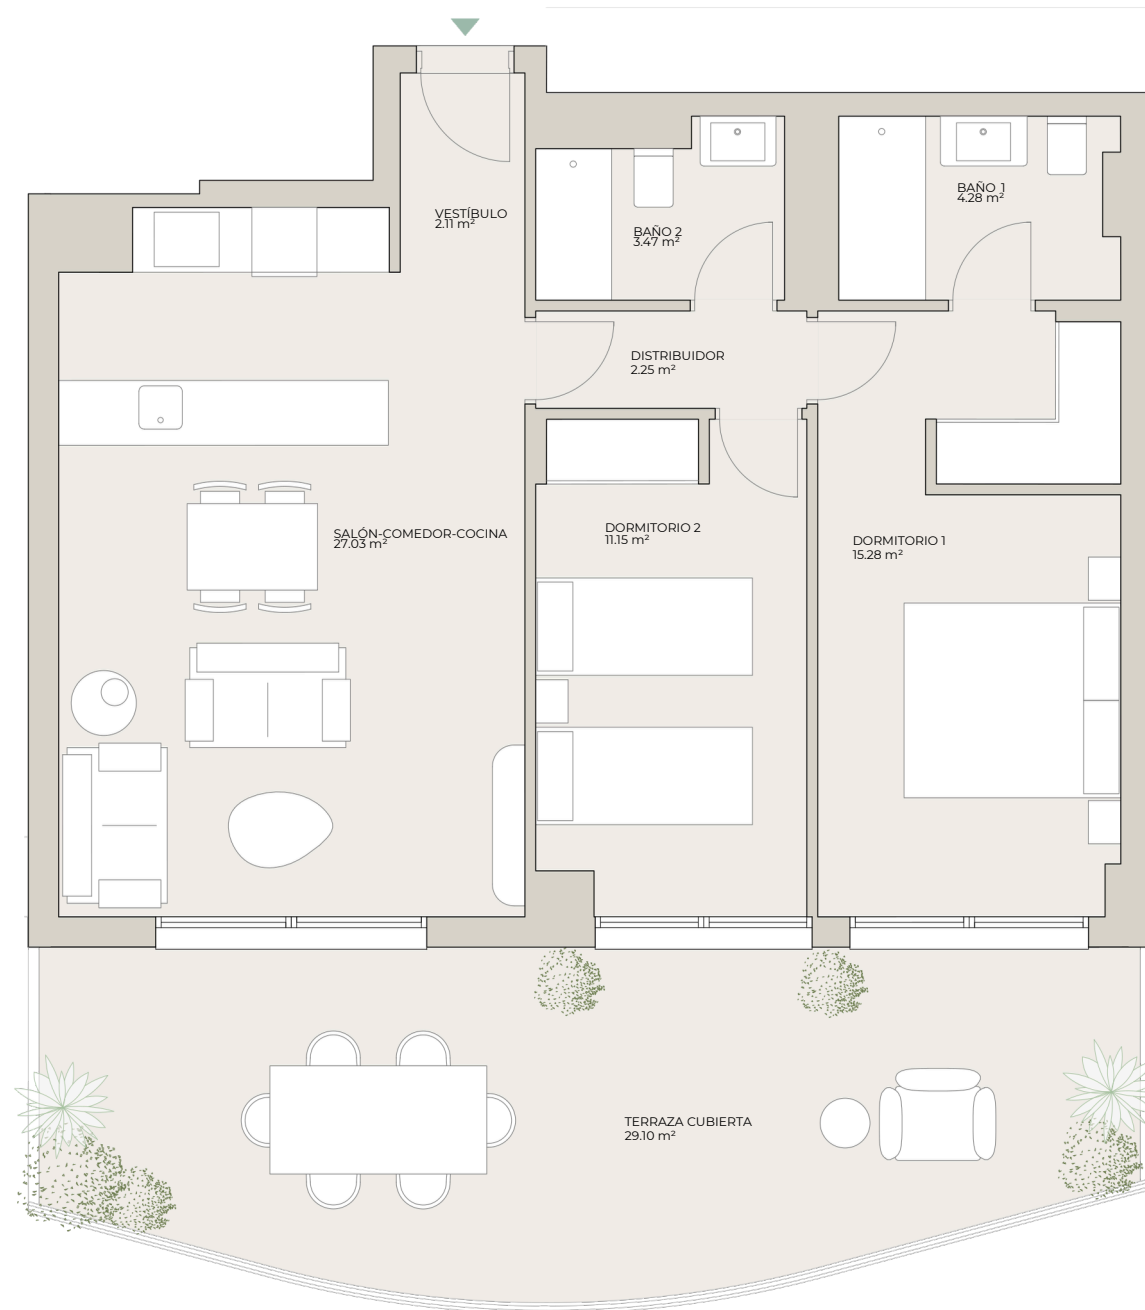 VESTÍBULO
2.11 m²
BAÑO 2
3.47 m²
BAÑO 1
4.28 m²
DISTRIBUIDOR
2.25 m²
SALÓN-COMEDOR-COCINA
27.03 m²
DORMITORIO 2
11.15 m²
DORMITORIO 1
15.28 m²
TERRAZA CUBIERTA
29.10 m²